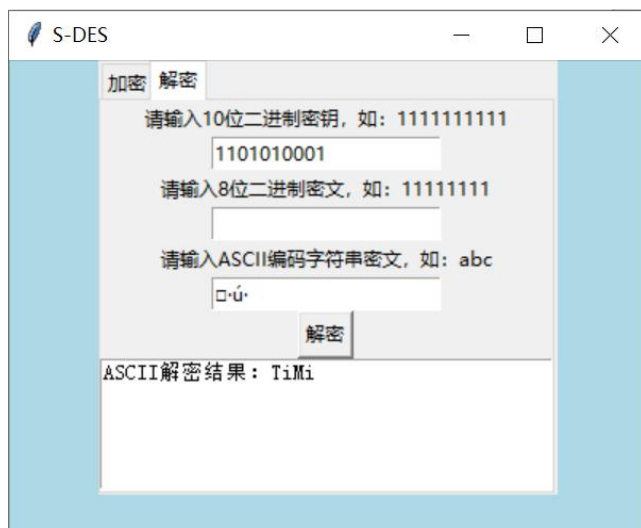 S-DES
加密 解密
请输入10位二进制密钥，如：1111111111
1101010001
请输入8位二进制密文，如：11111111
请输入ASCII编码字符串密文，如：abc
□·ú·
解密
ASCII解密结果：TiMi